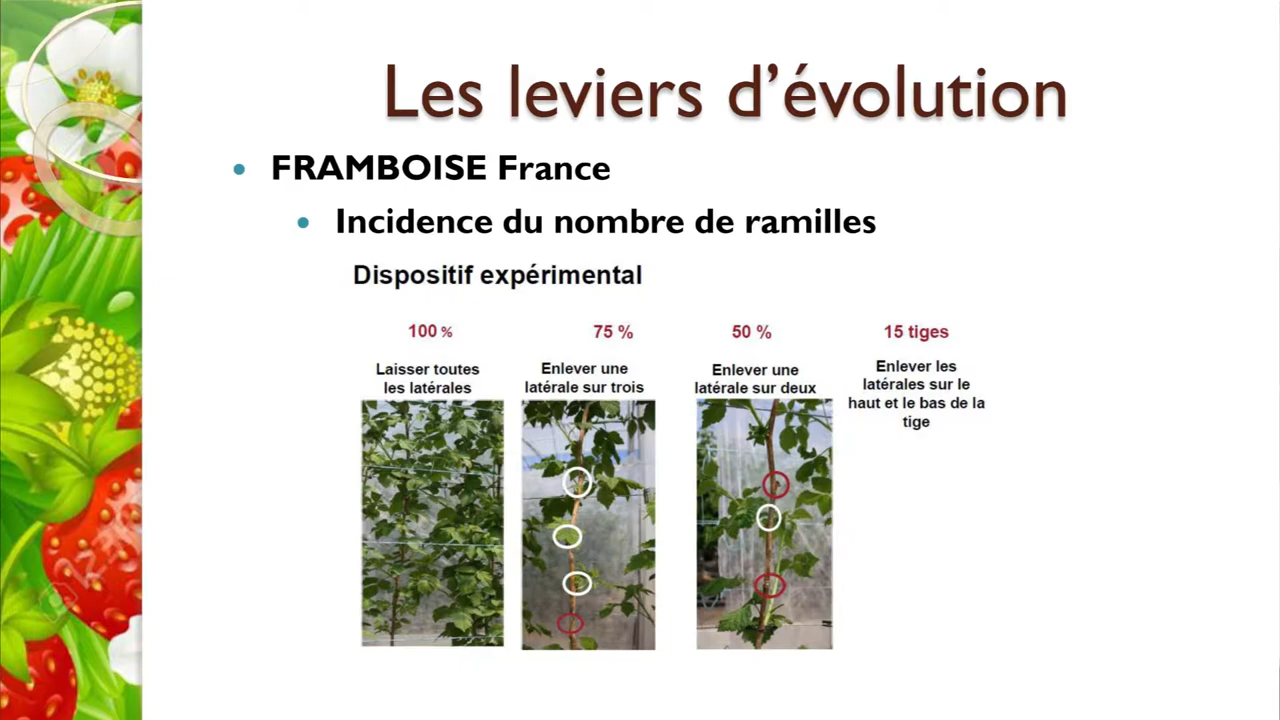 Les leviers d’évolution
• FRAMBOISE France
• Incidence du nombre de ramilles
Dispositif expérimental
100 %
Laisser toutes
les latérales
75 %
Enlever une
latérale sur trois
50 %
Enlever une
latérale sur deux
15 tiges
Enlever les
latérales sur le
haut et le bas de la
tige